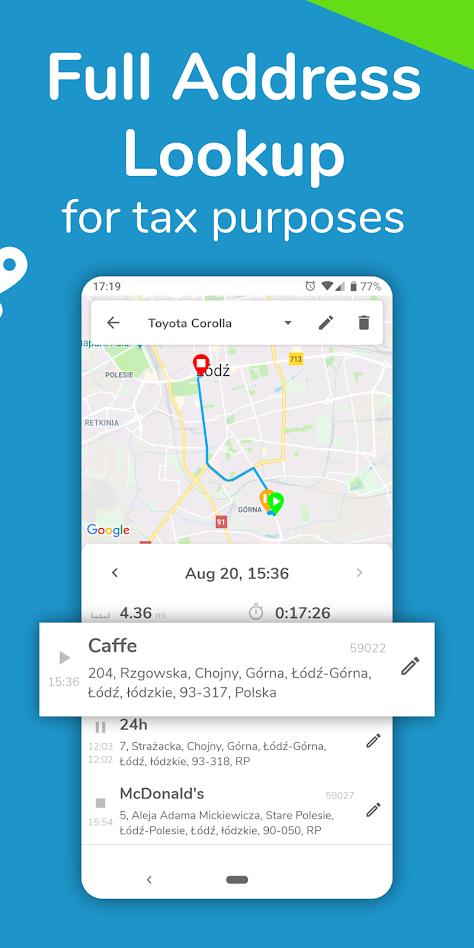 Full Address
Lookup
for tax purposes
17:19
77%
Toyota Corolla
713
Łódź
POLESIE
RETKINIA
GÓRNA
91
Google
Aug 20, 15:36
4.36 mi.
0:17:26
Caffe
59022
15:36
204, Rzgowska, Chojny, Górna, Łódź-Górna,
Łódź, łódzkie, 93-317, Polska
24h
12:03
12:02
7, Strażacka, Chojny, Górna, Łódź-Górna,
Łódź, łódzkie, 93-318, RP
McDonald's
59027
15:54
5, Aleja Adama Mickiewicza, Stare Polesie,
Łódź-Polesie, Łódź, łódzkie, 90-050, RP